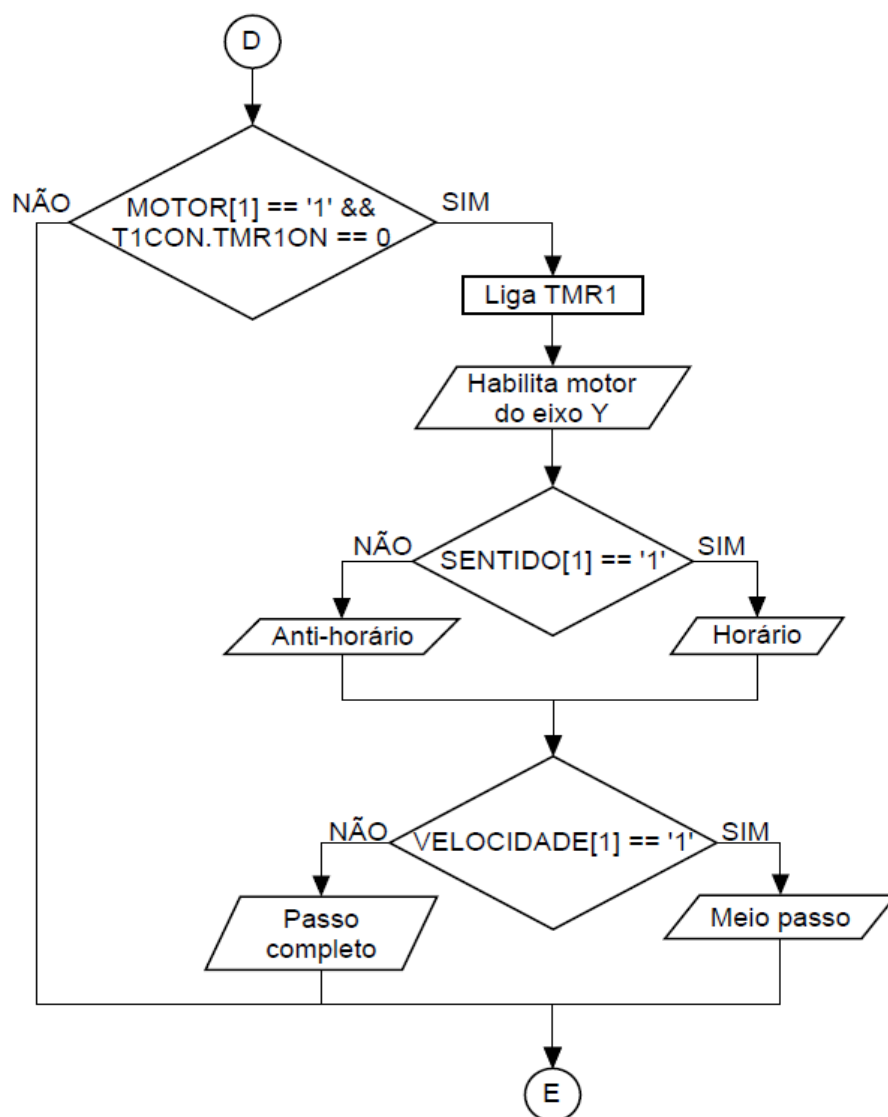 D
NÃO
MOTOR[1] == '1' &&
T1CON.TMR1ON == 0
SIM
Liga TMR1
Habilita motor
do eixo Y
NÃO
SENTIDO[1] == '1'
SIM
Anti-horário
Horário
NÃO
VELOCIDADE[1] == '1'
SIM
Passo
completo
Meio passo
E